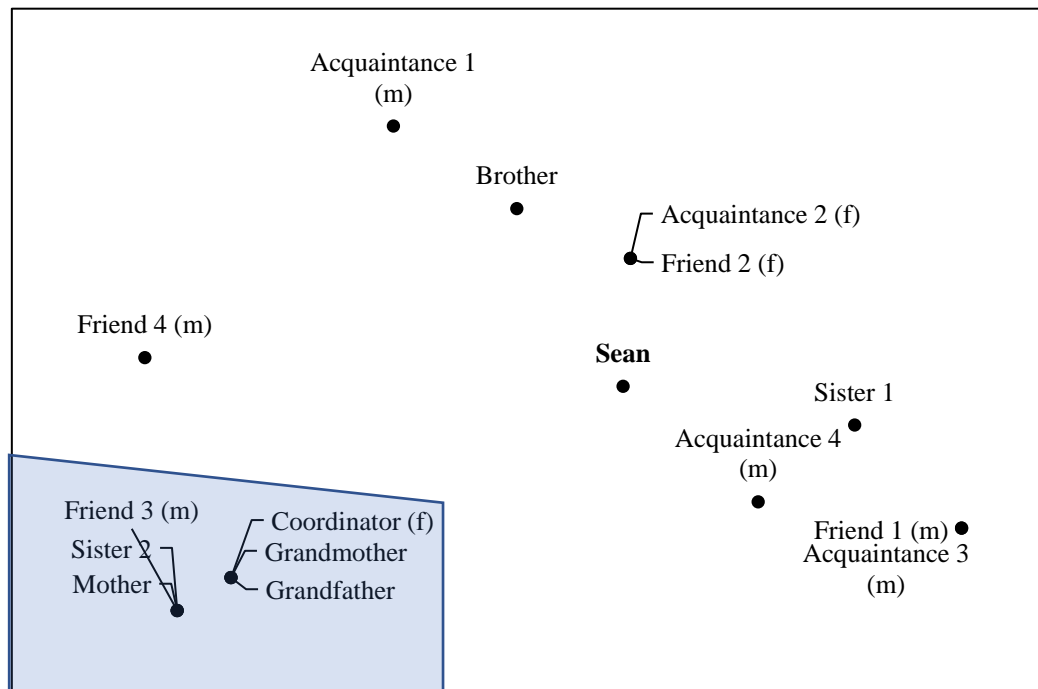 Acquaintance 1
(m)
Brother
Acquaintance 2 (f)
Friend 2 (f)
Friend 4 (m)
Sean
Sister 1
Acquaintance 4
(m)
Friend 3 (m)
Sister 2
Mother
Coordinator (f)
Grandmother
Grandfather
Friend 1 (m)
Acquaintance 3
(m)